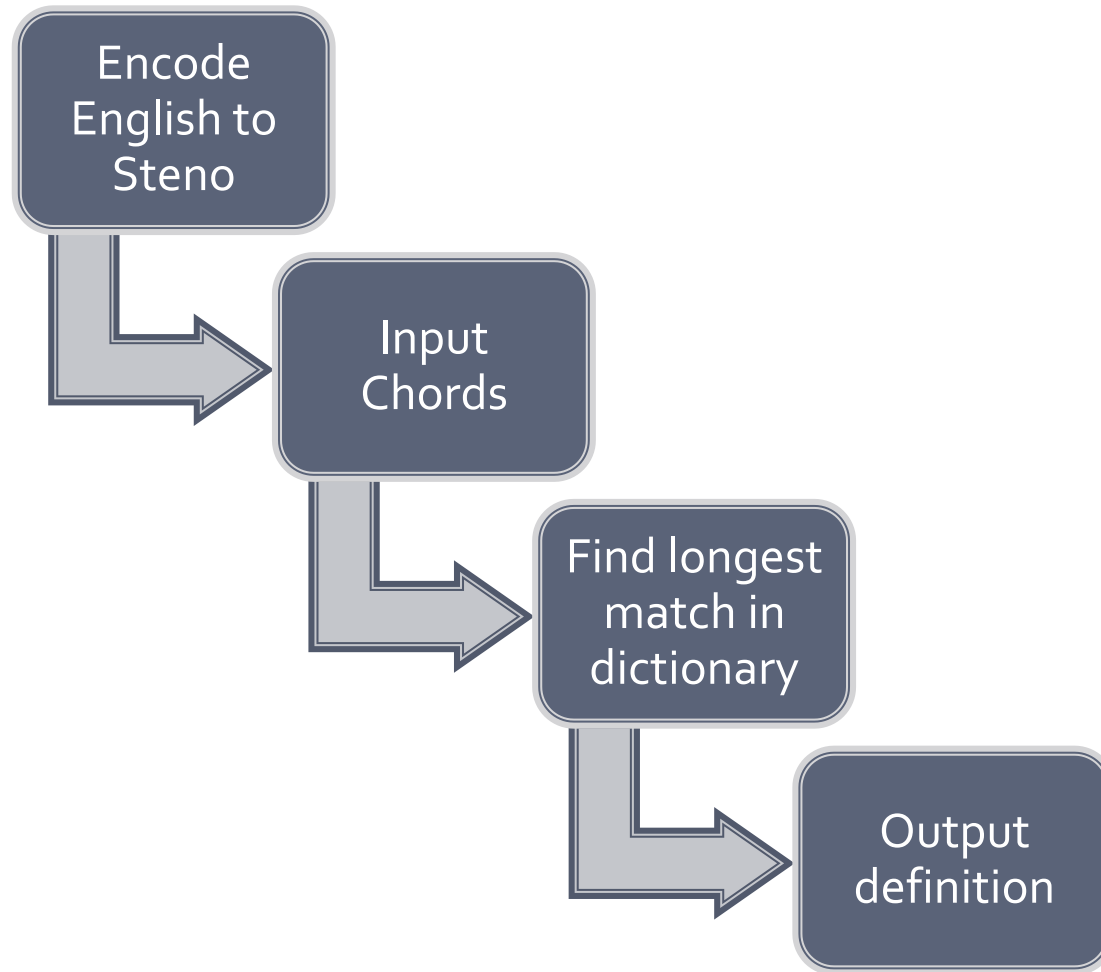 Encode
English to
Steno
Input
Chords
Find longest
match in
dictionary
Output
definition